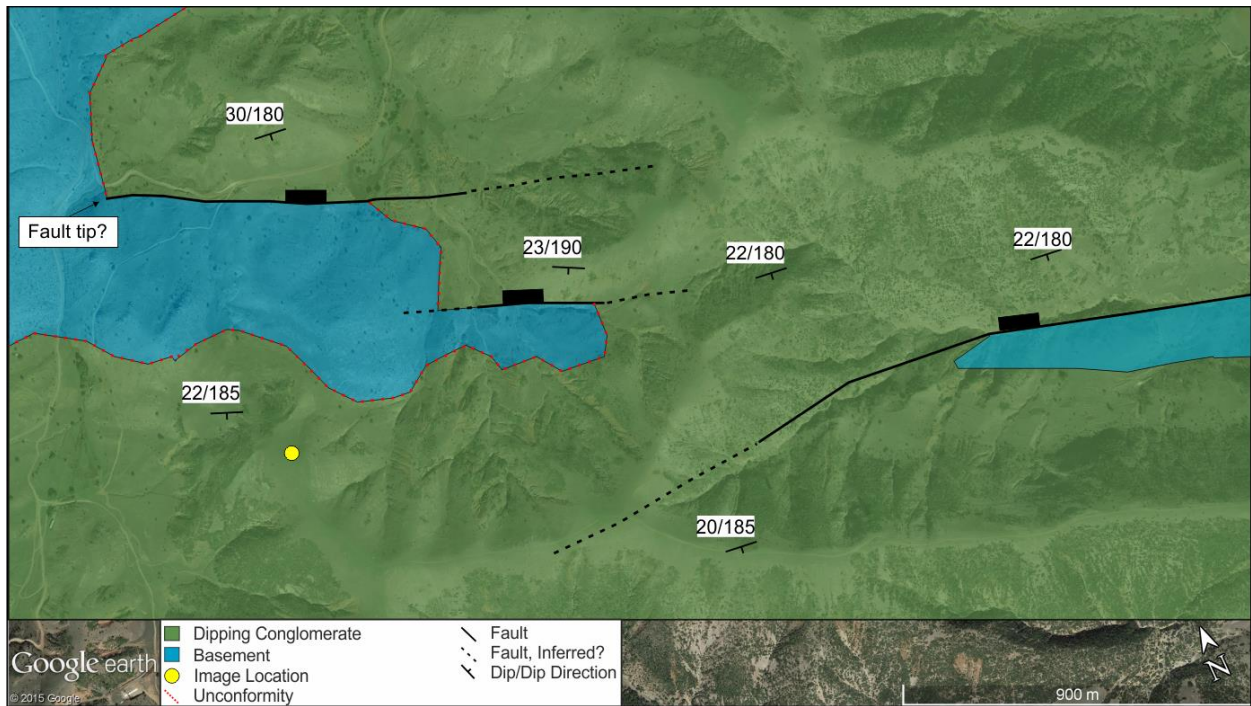 30/180
Fault tip?
23/190
22/180
22/180
22/185
20/185
Dipping Conglomerate
Basement
Image Location
Unconformity
Fault
Fault, Inferred?
Dip/Dip Direction
Google earth
© 2015 Google
900 m
N